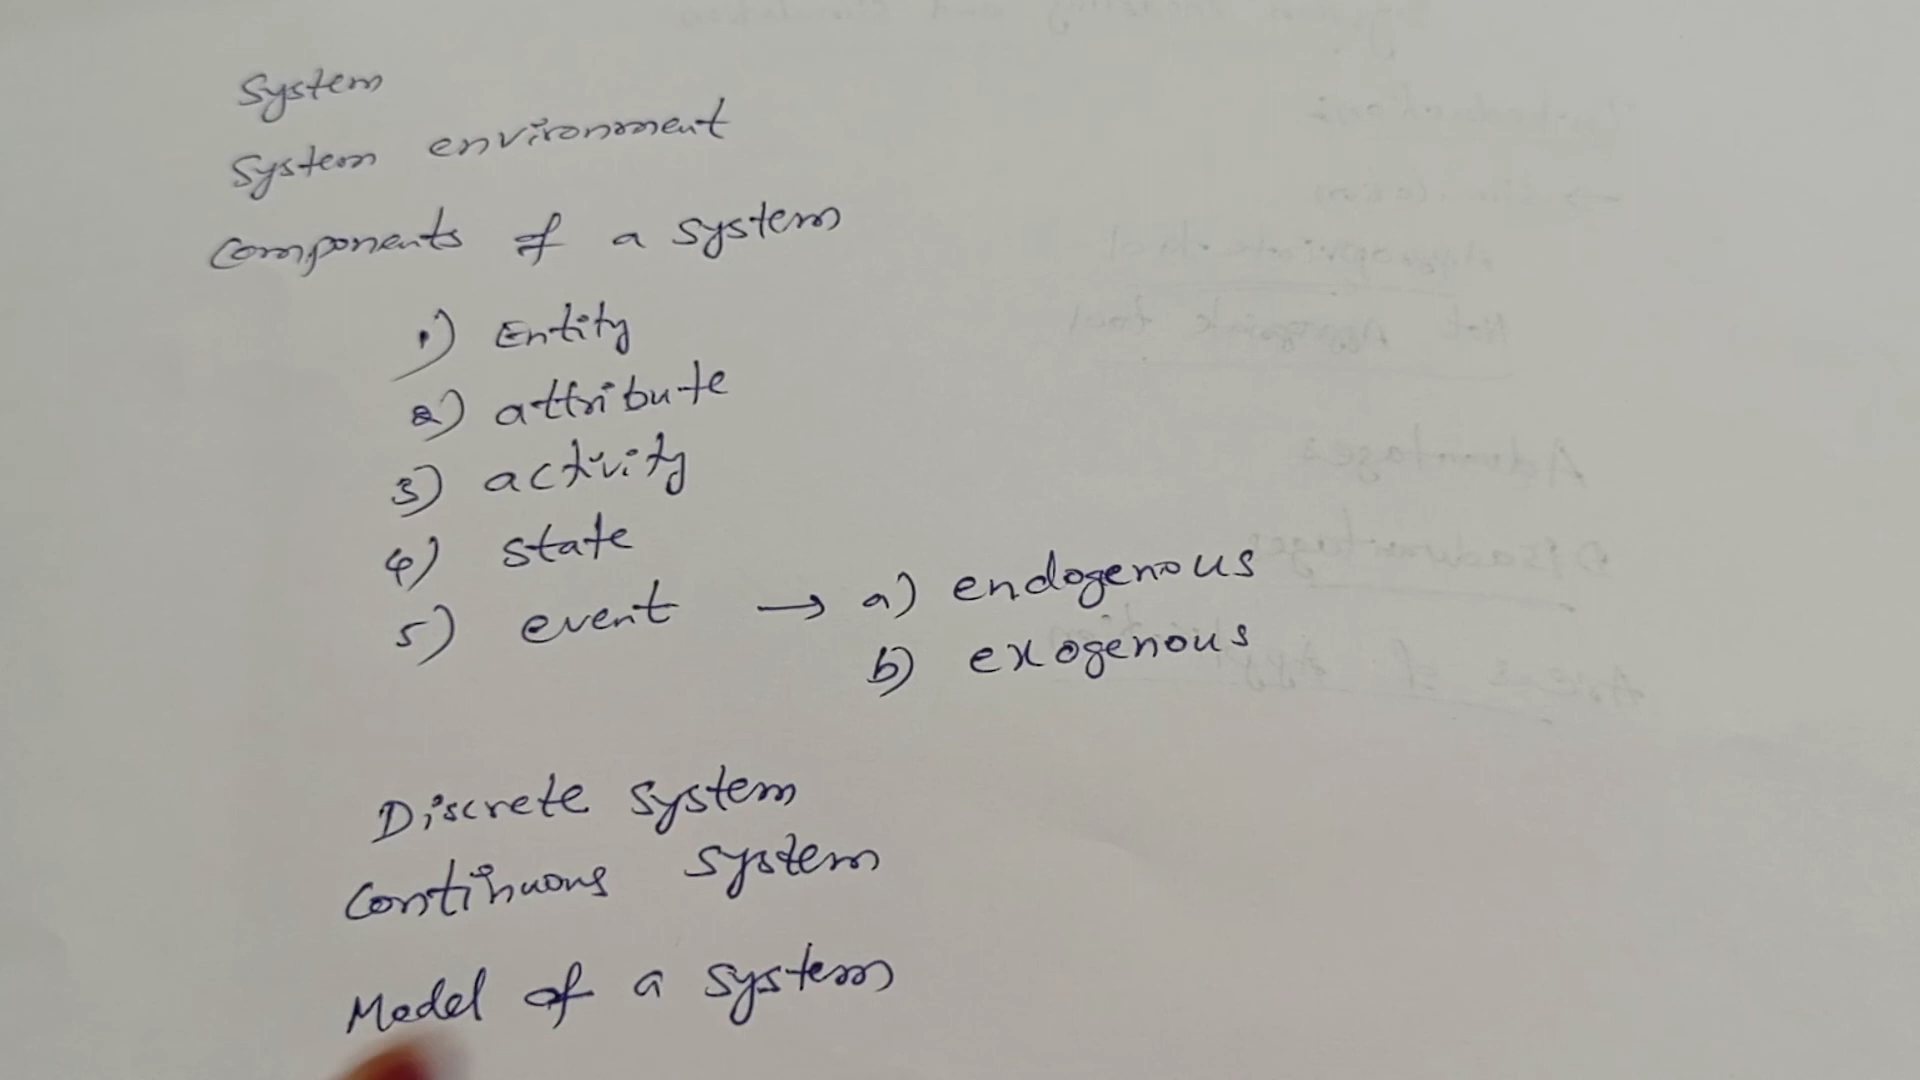 System
System environment
Components of a system
1) Entity
2) attribute
3) activity
4) state
5) event → a) endogenous
b) exogenous
Discrete system
Continuous system
Model of a system